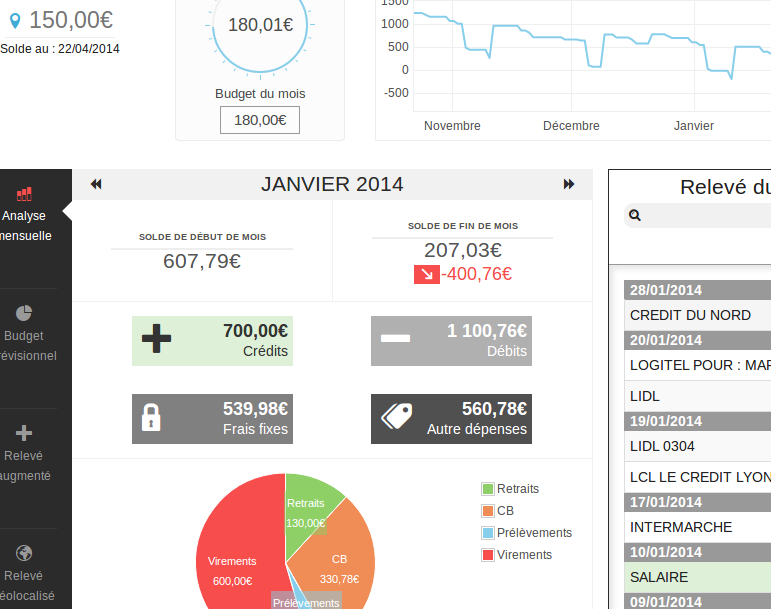 150,00€
Solde au : 22/04/2014
180,01€
Budget du mois
180,00€
1500
1000
500
0
-500
Novembre
Décembre
Janvier
Analyse
mensuelle
Budget
révisionnel
Relevé
augmenté
Relevé
éolocalisé
JANVIER 2014
SOLDE DE DÉBUT DE MOIS
607,79€
SOLDE DE FIN DE MOIS
207,03€
-400,76€
700,00€
Crédits
1 100,76€
Débits
539,98€
Frais fixes
560,78€
Autre dépenses
Retraits
130,00€
CB
330,78€
Virements
600,00€
Prélèvements
Retraits
CB
Prélèvements
Virements
Relevé du
28/01/2014
CREDIT DU NORD
20/01/2014
LOGITEL POUR : MAR
LIDL
19/01/2014
LIDL 0304
LCL LE CREDIT LYON
17/01/2014
INTERMARCHE
10/01/2014
SALAIRE
09/01/2014